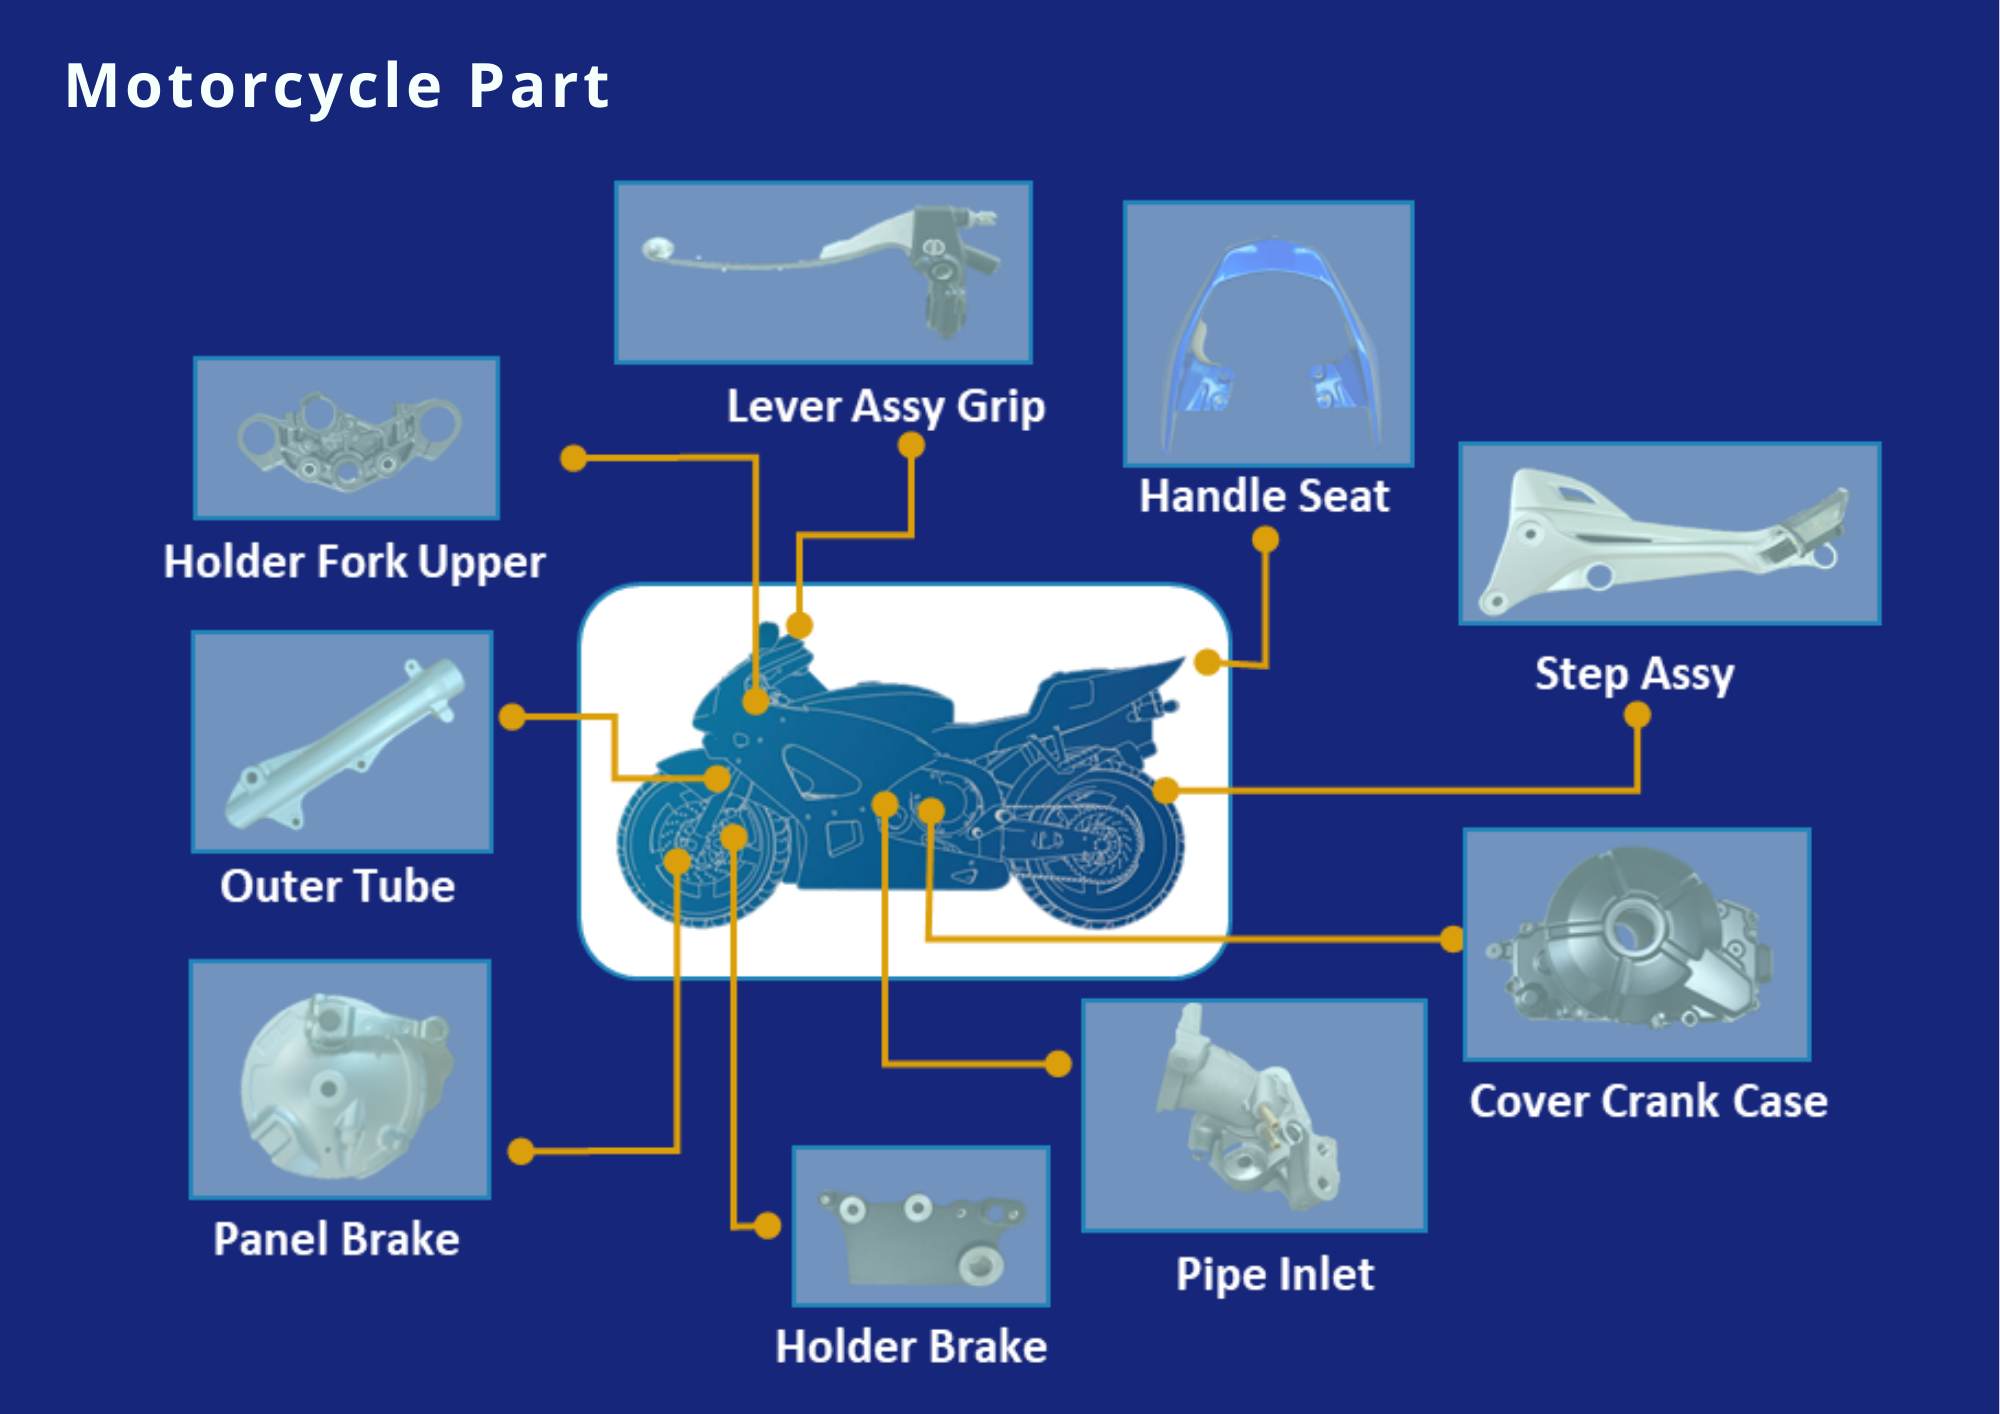 Motorcycle Part
Lever Assy Grip
Handle Seat
Holder Fork Upper
Step Assy
Outer Tube
Cover Crank Case
Panel Brake
Pipe Inlet
Holder Brake